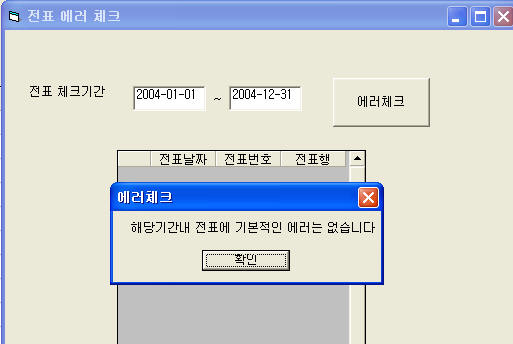 전표 에러 체크
전표 체크기간 2004-01-01 ~ 2004-12-31 에러체크
전표날짜 전표번호 전표행
에러체크
해당기간내 전표에 기본적인 에러는 없습니다
확인